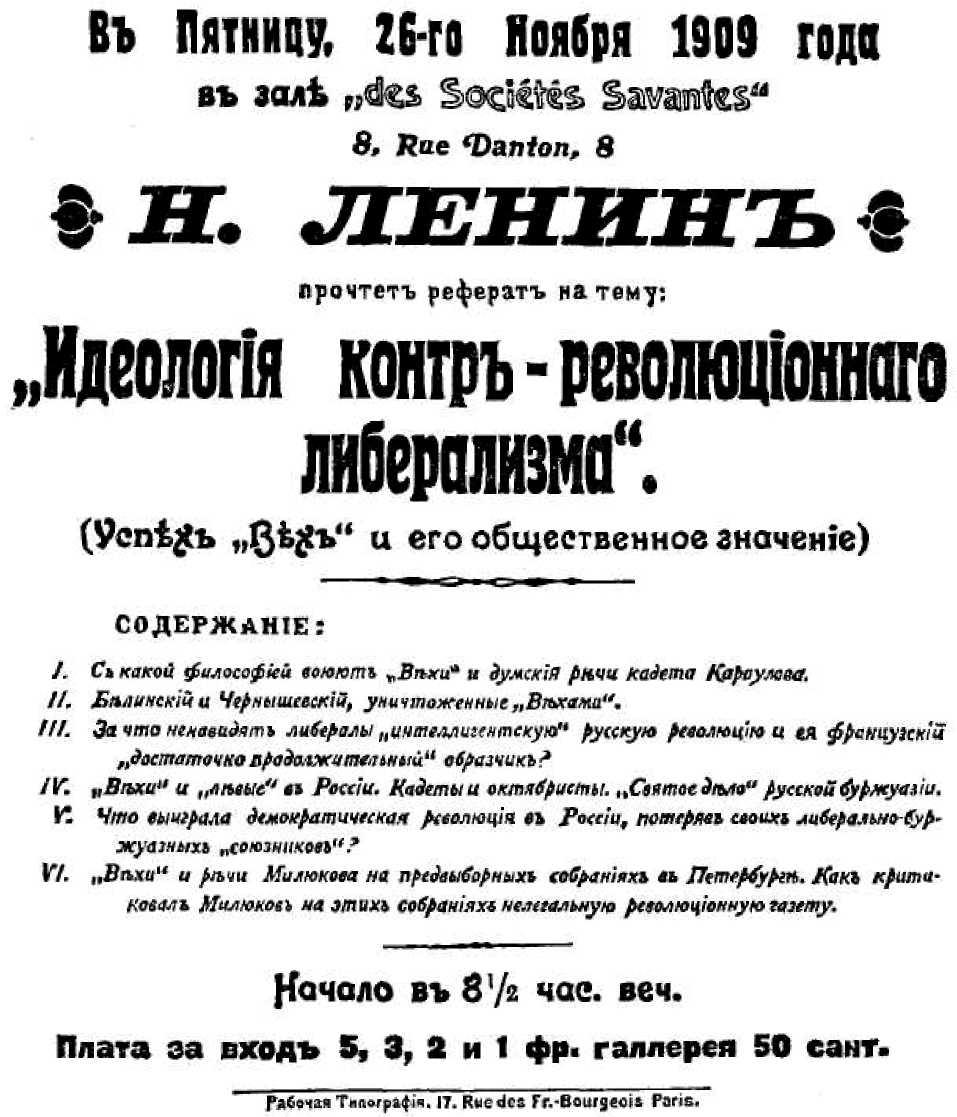 Въ Пятницу, 26-го Ноября 1909 года
въ залѣ „des Sociétés Savantes“
8, Rue Danton, 8
Н. ЛЕНИНЪ
прочтетъ рефератъ на тему:
„Идеологія контръ-революціоннаго
либерализма“.
(Успѣхъ „Вѣхъ“ и его общественное значеніе)
СОДЕРЖАНІЕ:
I. Съ какой философіей воюютъ „Вѣхи“ и думскія рѣчи кадета Караулова.
II. Бѣлинскій и Чернышевскій, уничтоженные „Вѣхами“.
III. За что ненавидятъ либералы „интеллигентскую“ русскую революцію и ея французскій
„достаточно продолжительный“ образчикъ?
IV. „Вѣхи“ и „лѣвые“ въ Россіи. Кадеты и октябристы. „Святое дѣло“ русской буржуазіи.
V. Что выиграла демократическая революція въ Россіи, потерявъ своихъ либерально-бур-
жуазныхъ „союзниковъ“?
VI. „Вѣхи“ и рѣчи Милюкова на предвыборныхъ собраніяхъ въ Петербургѣ. Какъ крити-
ковалъ Милюковъ на этихъ собраніяхъ нелегальную революціонную газету.
Начало въ 8 1/2 час. веч.
Плата за входъ 5, 3, 2 и 1 фр. галлерея 50 сант.
Рабочая Типографія. 17. Rue des Fr.-Bourgeois Paris.